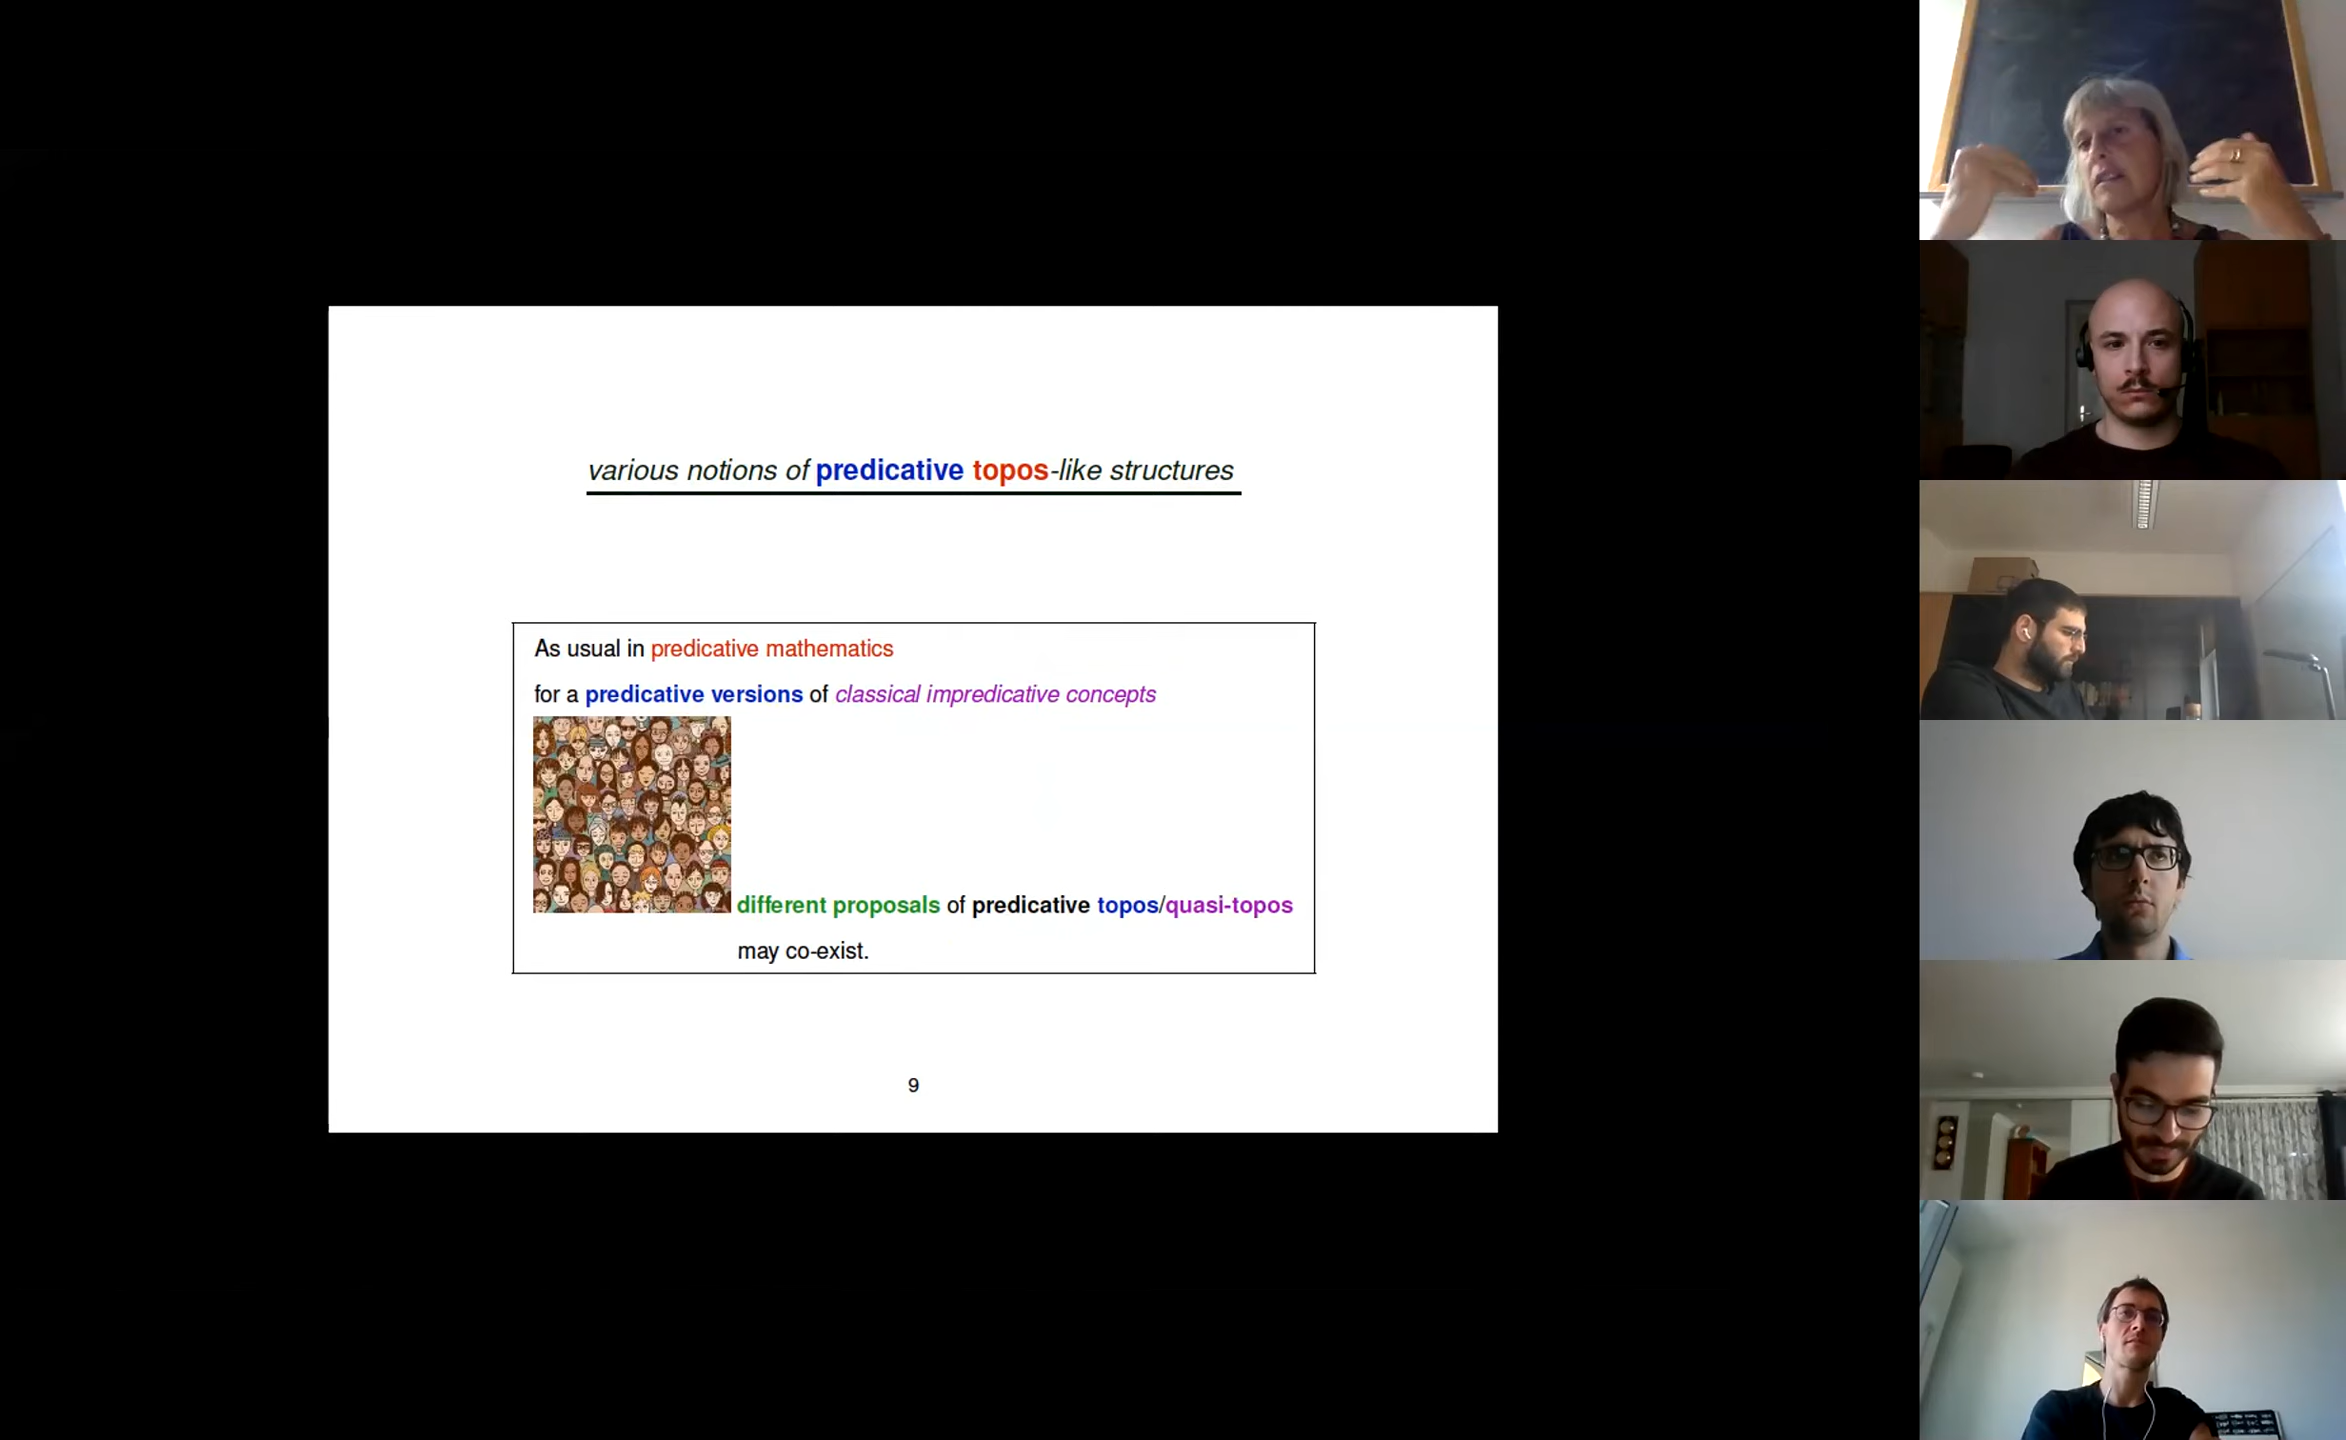 various notions of predicative topos-like structures
As usual in predicative mathematics
for a predicative versions of classical impredicative concepts
different proposals of predicative topos/quasi-topos
may co-exist.
9